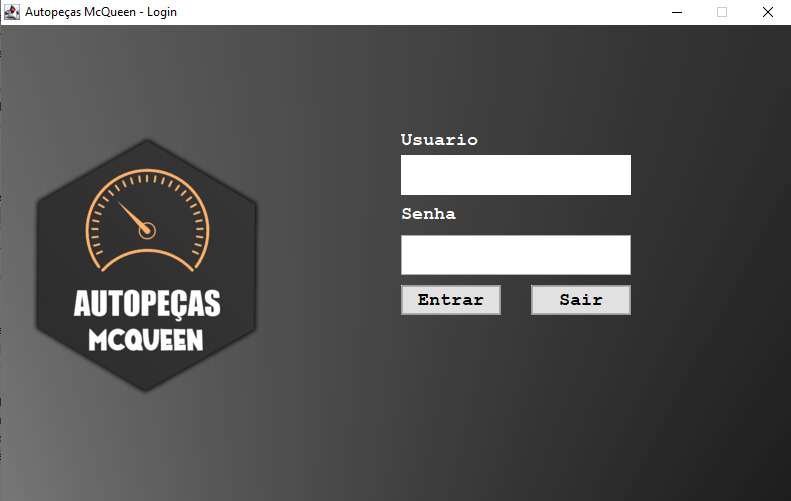 Autopeças McQueen - Login
Usuario
Senha
Entrar
Sair
AUTOPEÇAS
MCQUEEN